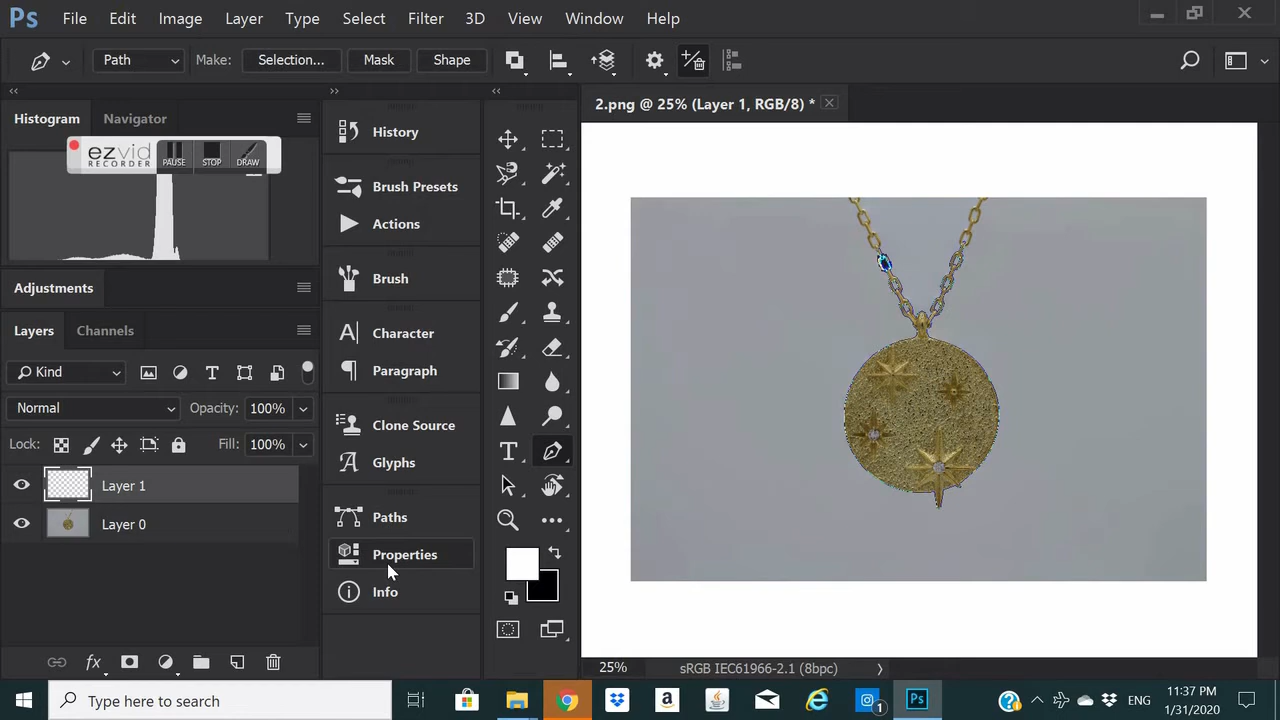 Ps File Edit Image Layer Type Select Filter 3D View Window Help
Path Make: Selection... Mask Shape
Histogram Navigator
ezvid RECORDER PAUSE STOP DRAW
Adjustments
Layers Channels
Kind
Normal Opacity: 100%
Lock: Fill: 100%
Layer 1
Layer 0
History
Brush Presets
Actions
Brush
Character
Paragraph
Clone Source
Glyphs
Paths
Properties
Info
2.png @ 25% (Layer 1, RGB/8) *
25% sRGB IEC61966-2.1 (8bpc)
Type here to search
1
Ps
ENG
11:37 PM
1/31/2020